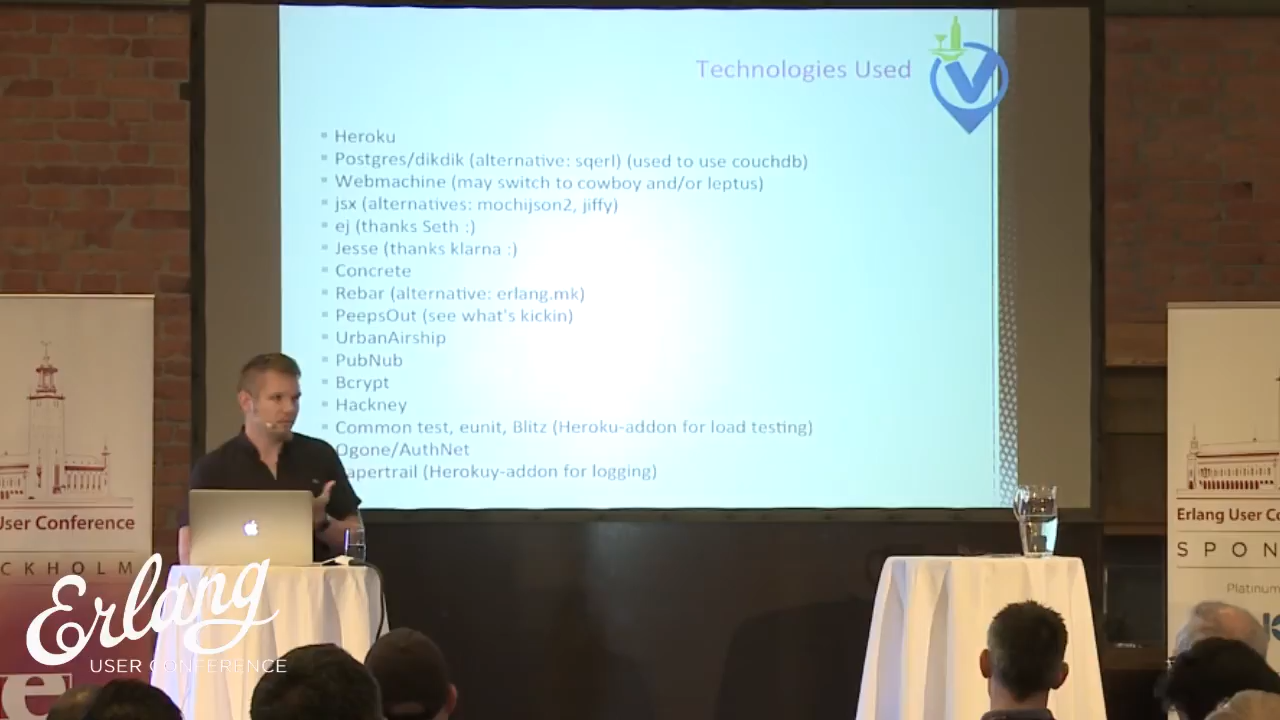 Technologies Used
Heroku
Postgres/dikdik (alternative: sqerl) (used to use couchdb)
Webmachine (may switch to cowboy and/or leptus)
jsx (alternatives: mochijson2, jiffy)
ej (thanks Seth :)
Jesse (thanks klarna :)
Concrete
Rebar (alternative: erlang.mk)
PeepsOut (see what's kickin)
UrbanAirship
PubNub
Bcrypt
Hackney
Common test, eunit, Blitz (Heroku-addon for load testing)
Ogone/AuthNet
apertrail (Herokuy-addon for logging)
User Conference
CKHOLM
Erlang User Co
SPON
Platinum
Erlang
USER CONFERENCE